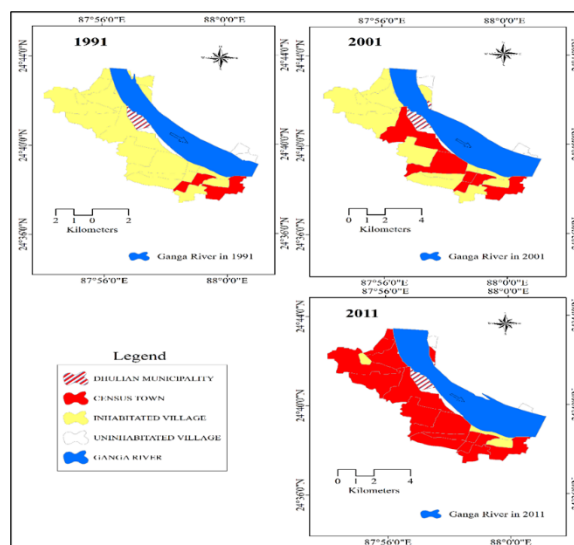 1991
87°56'0"E
88°0'0"E
24°44'0"N
24°40'0"N
24°36'0"N
2 1 0 2
Kilometers
Ganga River in 1991
87°56'0"E
88°0'0"E
2001
87°56'0"E
88°0'0"E
24°44'0"N
24°40'0"N
2 1 0 2 4
Kilometers
Ganga River in 2001
87°56'0"E
88°0'0"E
2011
87°56'0"E
88°0'0"E
24°44'0"N
24°40'0"N
24°36'0"N
1 0 2 4
Kilometers
Ganga River in 2011
87°56'0"E
88°0'0"E
Legend
DHULIAN MUNICIPALITY
CENSUS TOWN
INHABITATED VILLAGE
UNINHABITATED VILLAGE
GANGA RIVER